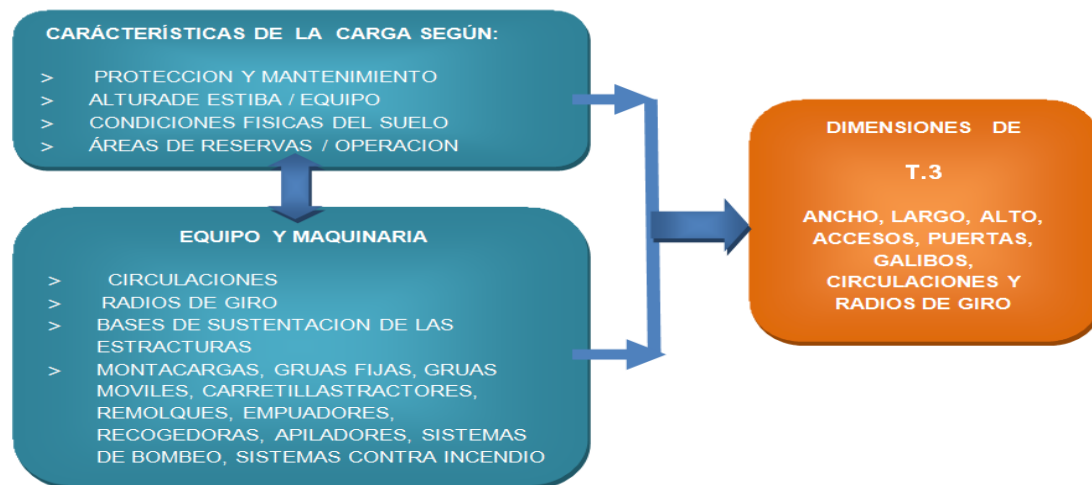 CARÁCTERÍSTICAS DE LA CARGA SEGÚN:
> PROTECCION Y MANTENIMIENTO
> ALTURADE ESTIBA / EQUIPO
> CONDICIONES FISICAS DEL SUELO
> ÁREAS DE RESERVAS / OPERACION
EQUIPO Y MAQUINARIA
> CIRCULACIONES
> RADIOS DE GIRO
> BASES DE SUSTENTACION DE LAS
ESTRACTURAS
> MONTACARGAS, GRUAS FIJAS, GRUAS
MOVILES, CARRETILLASTRACTORES,
REMOLQUES, EMPUADORES,
RECOGEDORAS, APILADORES, SISTEMAS
DE BOMBEO, SISTEMAS CONTRA INCENDIO
DIMENSIONES DE
T.3
ANCHO, LARGO, ALTO,
ACCESOS, PUERTAS,
GALIBOS,
CIRCULACIONES Y
RADIOS DE GIRO